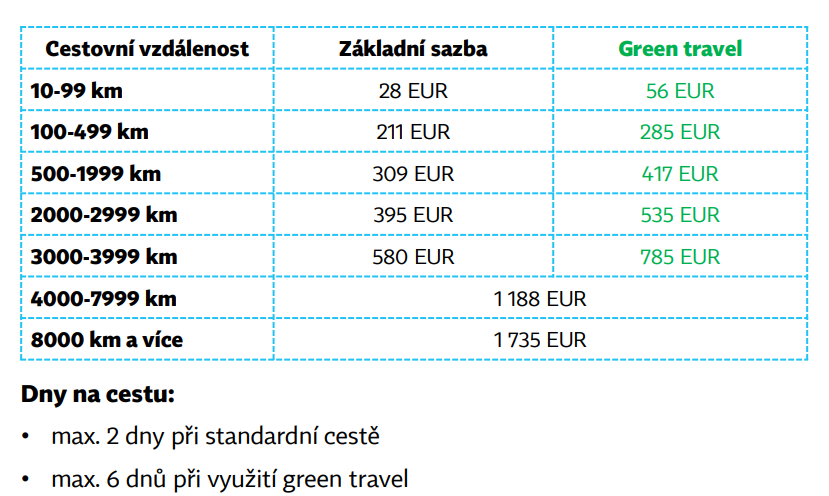 Cestovní vzdálenost Základní sazba Green travel
10-99 km 28 EUR 56 EUR
100-499 km 211 EUR 285 EUR
500-1999 km 309 EUR 417 EUR
2000-2999 km 395 EUR 535 EUR
3000-3999 km 580 EUR 785 EUR
4000-7999 km 1 188 EUR
8000 km a více 1 735 EUR
Dny na cestu:
• max. 2 dny při standardní cestě
• max. 6 dnů při využití green travel